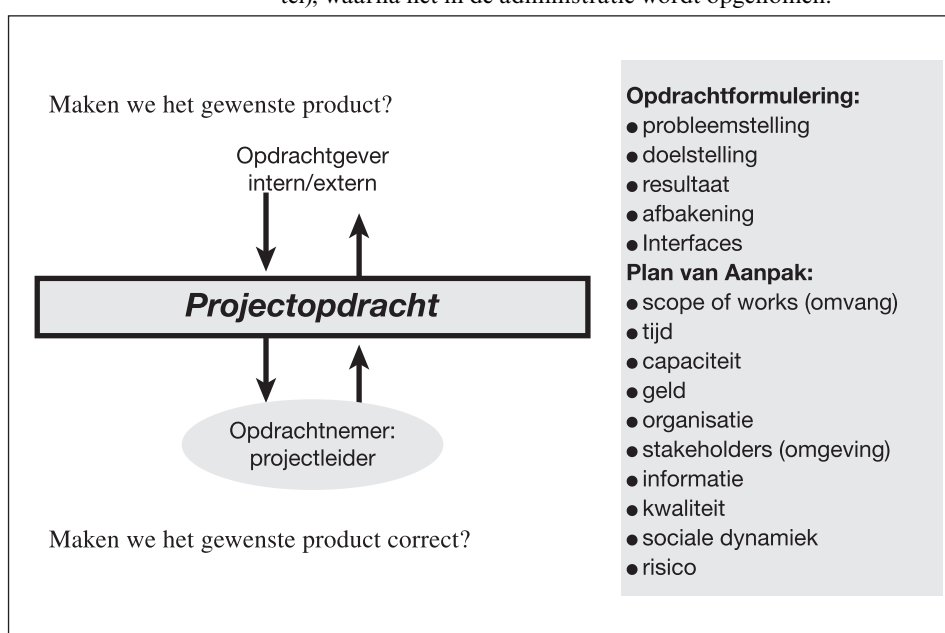 tel), waarna het in de administratie wordt opgenomen.
Maken we het gewenste product?
Opdrachtgever
intern/extern
Projectopdracht
Opdrachtnemer:
projectleider
Maken we het gewenste product correct?
Opdrachtformulering:
● probleemstelling
● doelstelling
● resultaat
● afbakening
● Interfaces
Plan van Aanpak:
● scope of works (omvang)
● tijd
● capaciteit
● geld
● organisatie
● stakeholders (omgeving)
● informatie
● kwaliteit
● sociale dynamiek
● risico